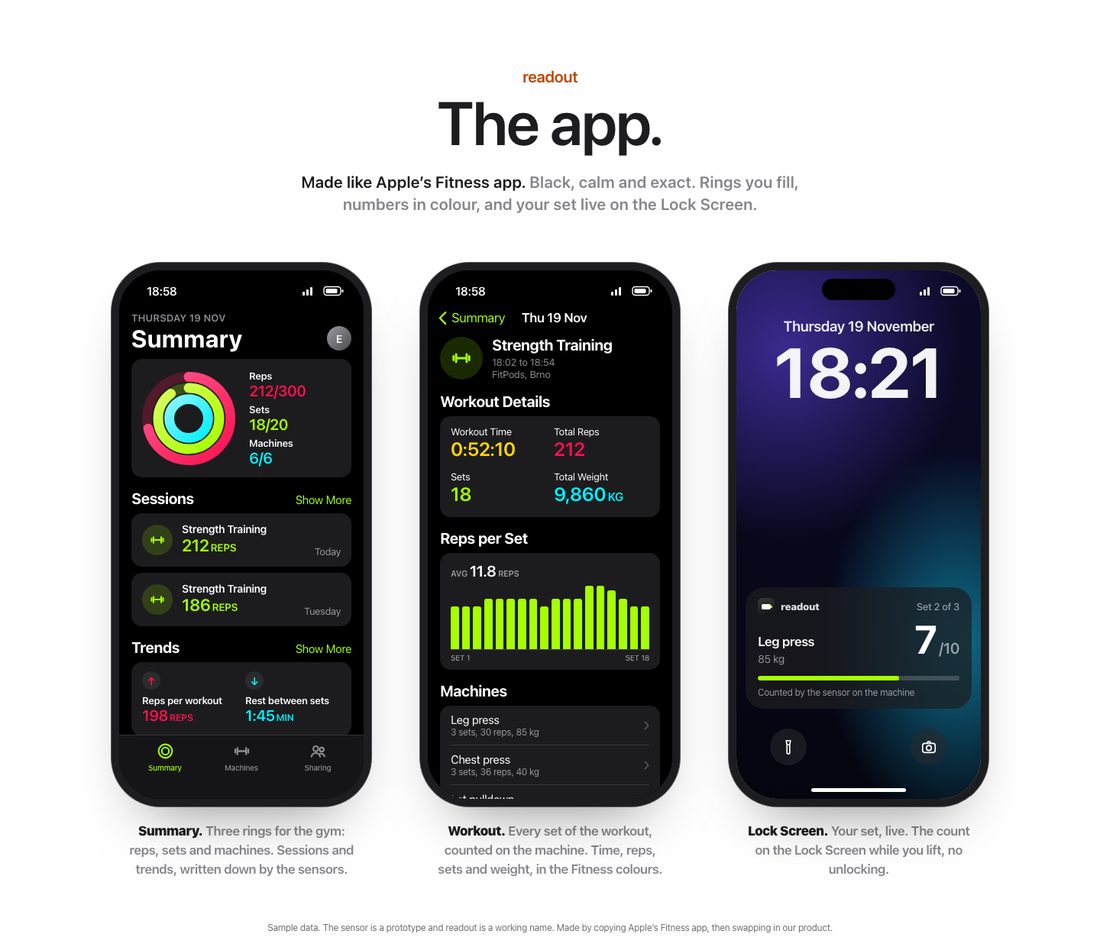 readout
The app.
Made like Apple's Fitness app. Black, calm and exact. Rings you fill,
numbers in colour, and your set live on the Lock Screen.
18:58
THURSDAY 19 NOV
Summary
E
Reps
212/300
Sets
18/20
Machines
6/6
Sessions
Show More
Strength Training
212 REPS
Today
Strength Training
186 REPS
Tuesday
Trends
Show More
Reps per workout
198 REPS
Rest between sets
1:45 MIN
Summary
Machines
Sharing
18:58
Summary
Thu 19 Nov
Strength Training
18:02 to 18:54
FitPods, Brno
Workout Details
Workout Time
0:52:10
Total Reps
212
Sets
18
Total Weight
9,860 KG
Reps per Set
AVG 11.8 REPS
SET 1
SET 18
Machines
Leg press
3 sets, 30 reps, 85 kg
Chest press
3 sets, 36 reps, 40 kg
Thursday 19 November
18:21
readout
Set 2 of 3
Leg press
85 kg
7/10
Counted by the sensor on the machine
Summary. Three rings for the gym:
reps, sets and machines. Sessions and
trends, written down by the sensors.
Workout. Every set of the workout,
counted on the machine. Time, reps,
sets and weight, in the Fitness colours.
Lock Screen. Your set, live. The count
on the Lock Screen while you lift, no
unlocking.
Sample data. The sensor is a prototype and readout is a working name. Made by copying Apple's Fitness app, then swapping in our product.